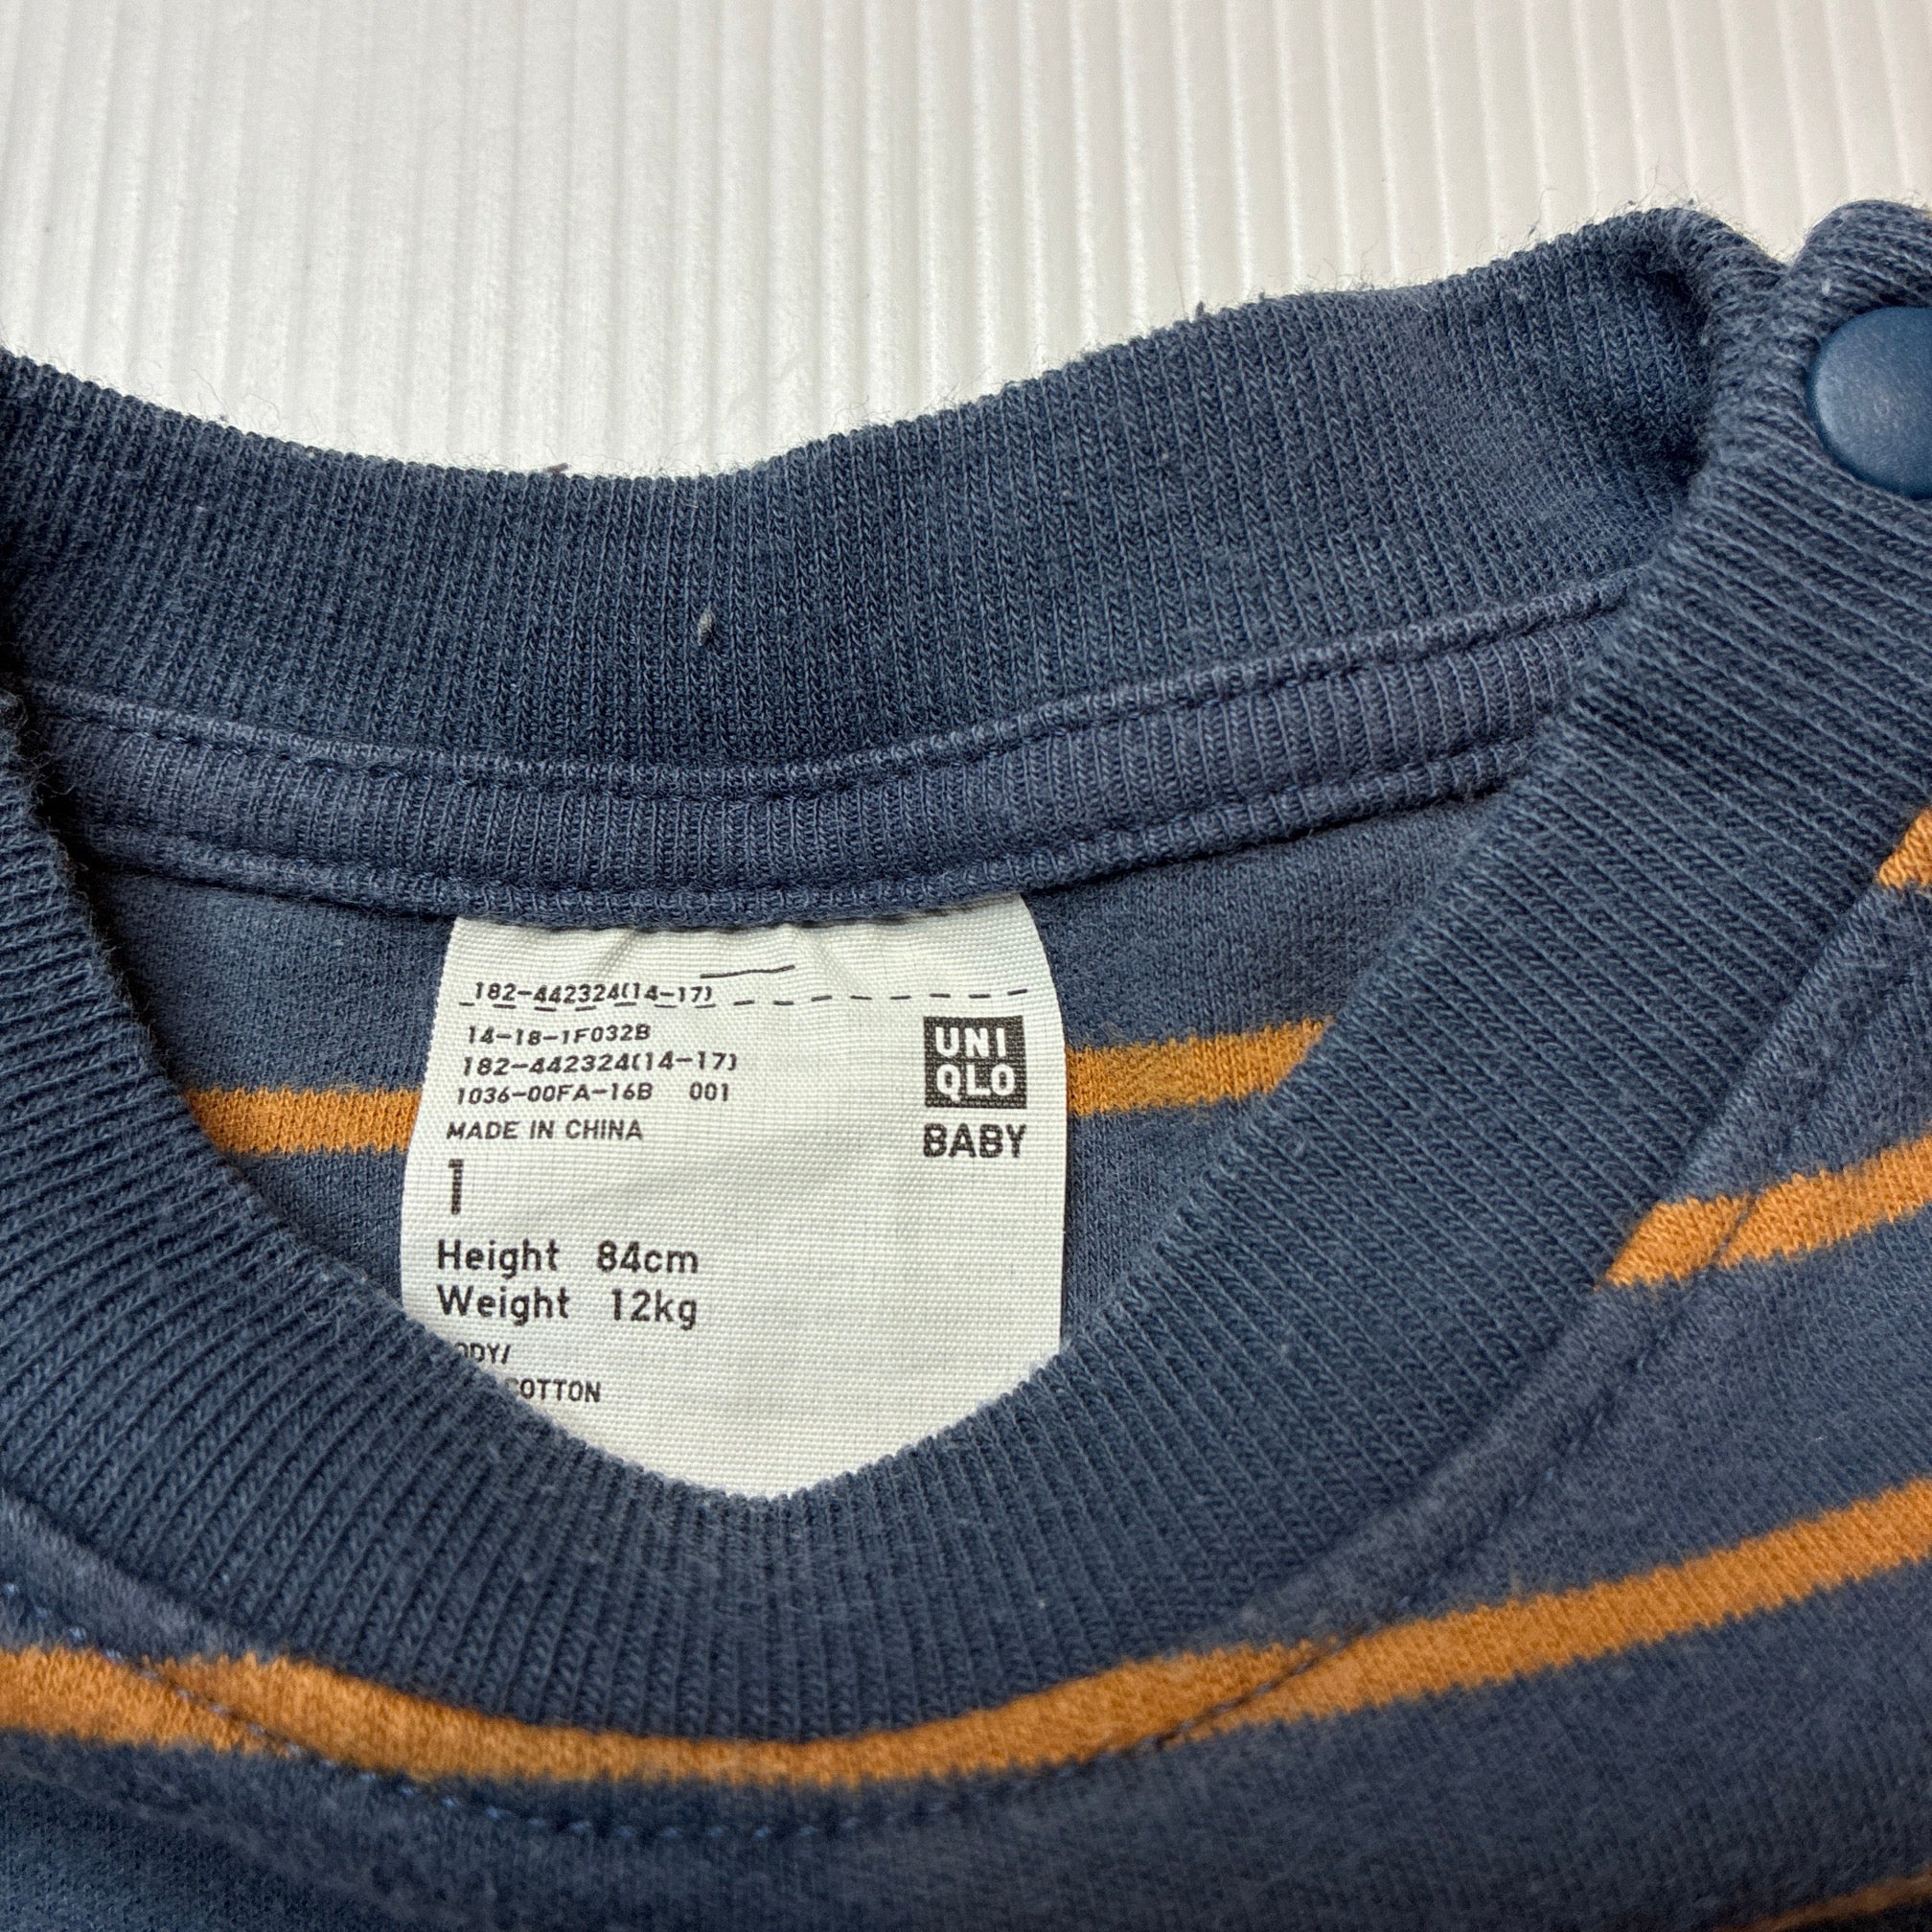 182-442324(14-17)
14-18-1F032B
182-442324(14-17)
1036-00FA-16B 001
MADE IN CHINA
1
Height 84cm
Weight 12kg
ODY/
COTTON
UNI
QLO
BABY